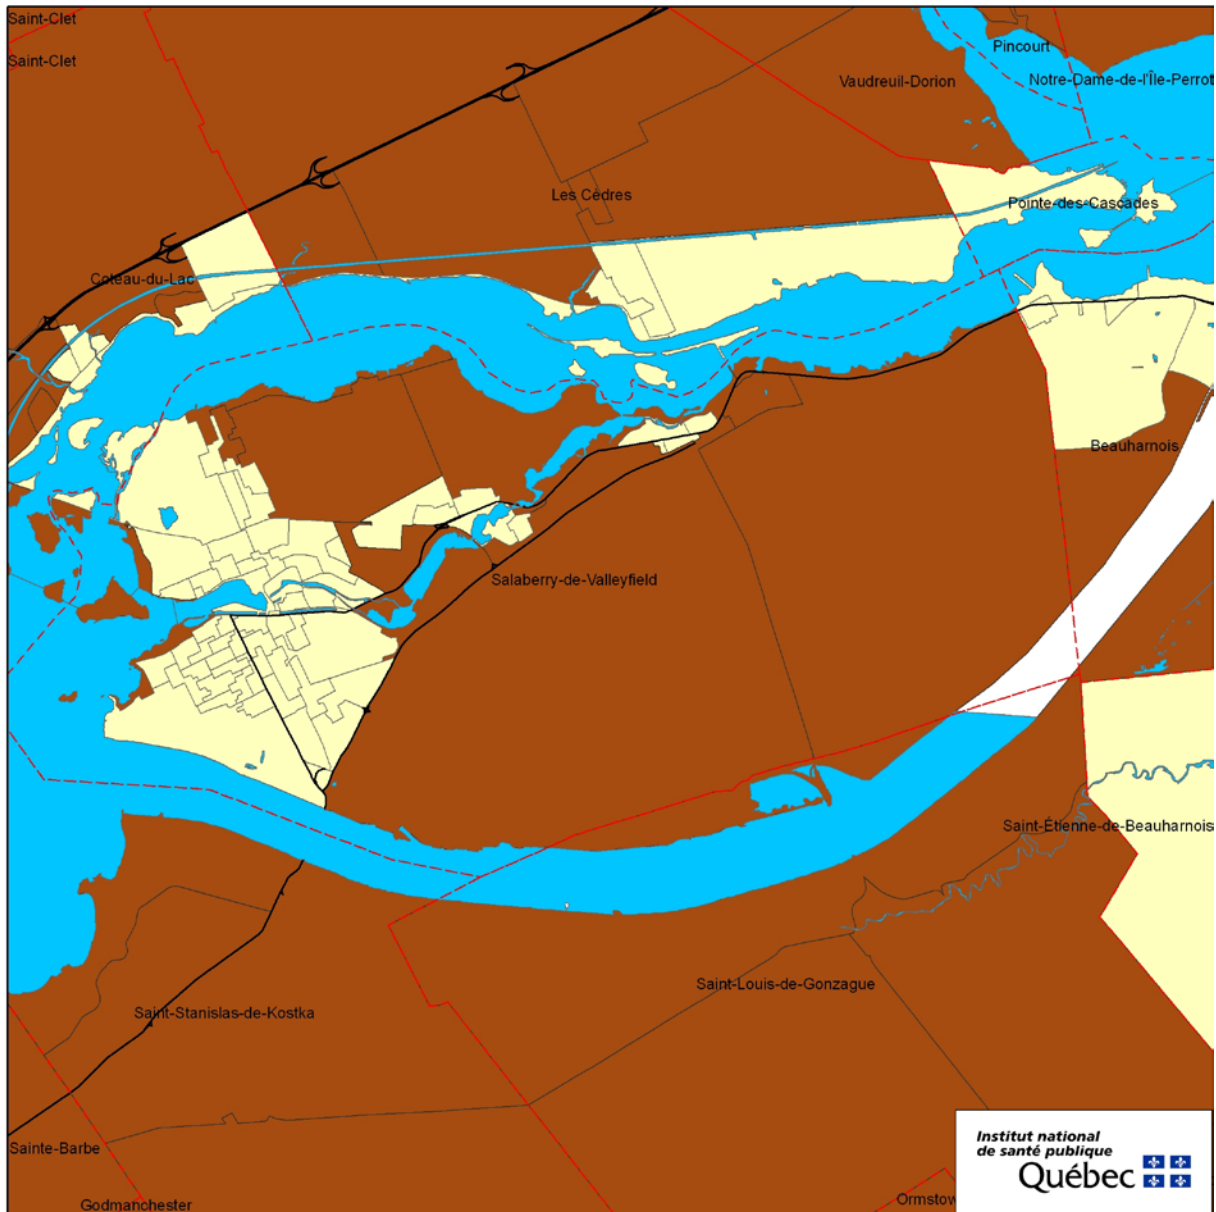 Saint-Clet
Pincourt
Saint-Clet
Vaudreuil-Dorion
Notre-Dame-de-l'Île-Perrot
Les Cèdres
Pointe-des-Cascades
Coteau-du-Lac
Beauharnois
Salaberry-de-Valleyfield
Saint-Étienne-de-Beauharnois
Saint-Louis-de-Gonzague
Saint-Stanislas-de-Kostka
Sainte-Barbe
Godmanchester
Ormstow
Institut national
de santé publique
Québec